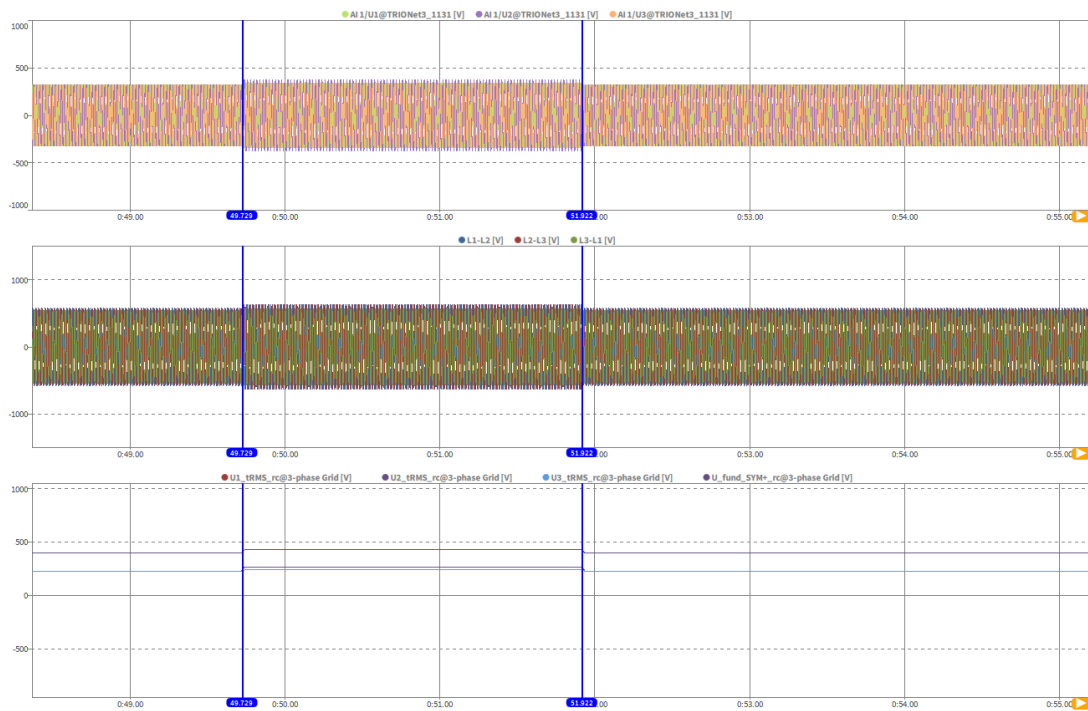 AI 1/U1@TRIONet3_1131 [V] AI 1/U2@TRIONet3_1131 [V] AI 1/U3@TRIONet3_1131 [V]
1000
500
0
-500
-1000
0:49.00 49.729 0:50.00 0:51.00 51.922 0:53.00 0:54.00 0:55.00
L1-L2 [V] L2-L3 [V] L3-L1 [V]
1000
0
-1000
0:49.00 49.729 0:50.00 0:51.00 51.922 0:53.00 0:54.00 0:55.00
U1_tRMS_rc@3-phase Grid [V] U2_tRMS_rc@3-phase Grid [V] U3_tRMS_rc@3-phase Grid [V] U_fund_SYM+_rc@3-phase Grid [V]
1000
500
0
-500
0:49.00 49.729 0:50.00 0:51.00 51.922 0:53.00 0:54.00 0:55.00